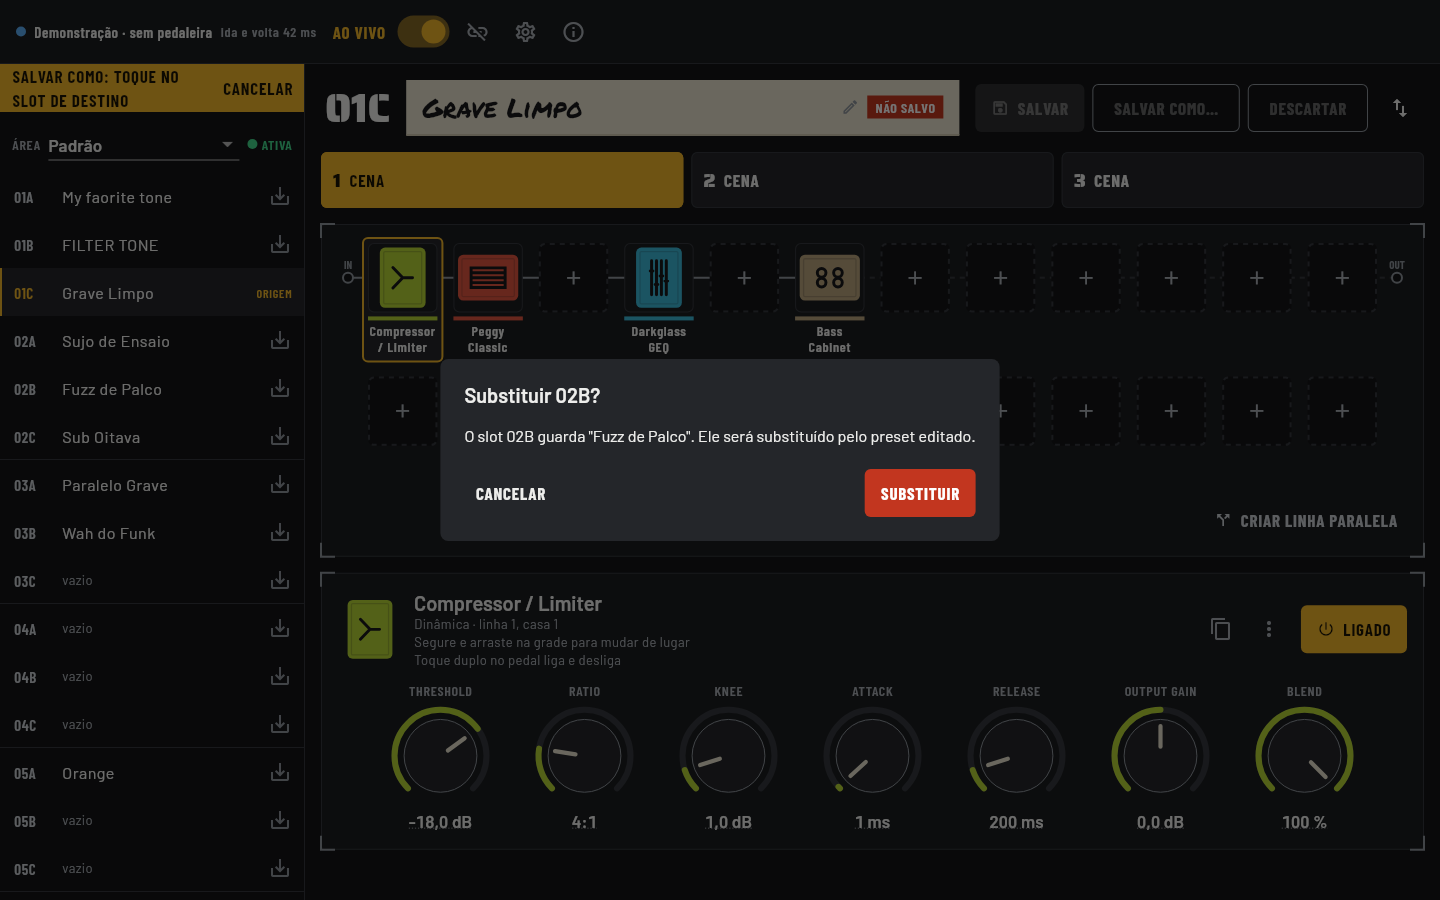 Demonstração · sem pedaleira Ida e volta 42 ms AO VIVO
SALVAR COMO: TOQUE NO
SLOT DE DESTINO
CANCELAR
ÁREA Padrão ATIVA
01A My faorite tone
01B FILTER TONE
01C Grave Limpo ORIGEM
02A Sujo de Ensaio
02B Fuzz de Palco
02C Sub Oitava
03A Paralelo Grave
03B Wah do Funk
03C vazio
04A vazio
04B vazio
04C vazio
05A Orange
05B vazio
05C vazio
01C Grave Limpo NÃO SALVO SALVAR SALVAR COMO... DESCARTAR
1 CENA 2 CENA 3 CENA
IN OUT
88
Compressor
/ Limiter
Peggy
Classic
Darkglass
GEQ
Bass
Cabinet
Substituir 02B?
O slot 02B guarda "Fuzz de Palco". Ele será substituído pelo preset editado.
CANCELAR SUBSTITUIR
CRIAR LINHA PARALELA
Compressor / Limiter
Dinâmica · linha 1, casa 1
Segure e arraste na grade para mudar de lugar
Toque duplo no pedal liga e desliga
LIGADO
THRESHOLD RATIO KNEE ATTACK RELEASE OUTPUT GAIN BLEND
-18,0 dB 4:1 1,0 dB 1 ms 200 ms 0,0 dB 100 %